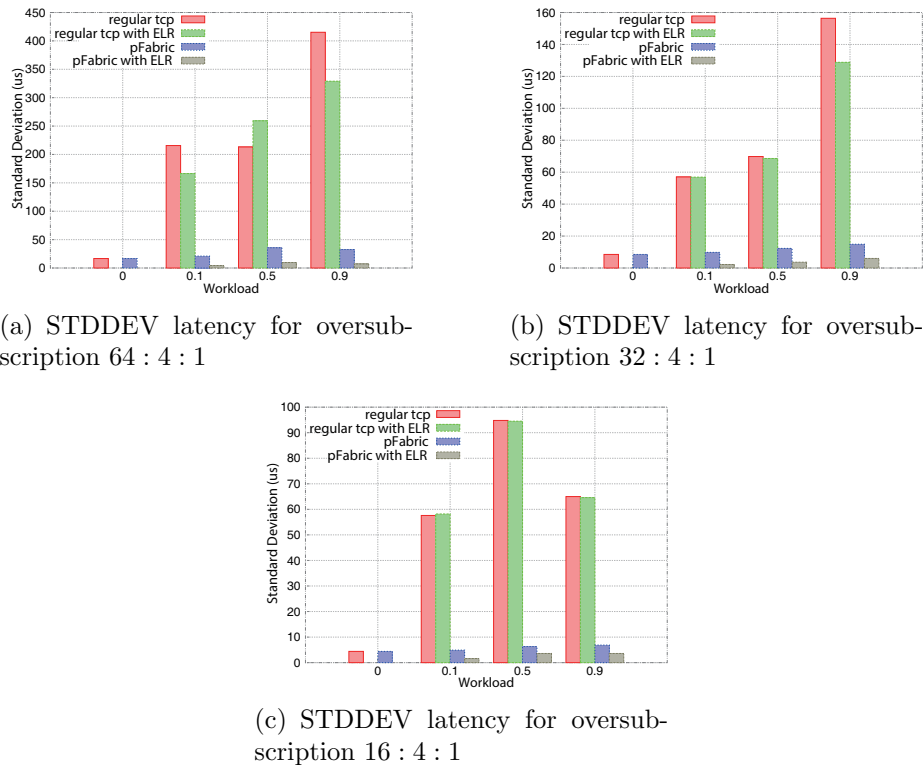 450
400
350
300
250
200
150
100
50
0
Standard Deviation (us)
regular tcp
regular tcp with ELR
pFabric
pFabric with ELR
0 0.1 0.5 0.9
Workload
(a) STDDEV latency for oversub-
scription 64 : 4 : 1
160
140
120
100
80
60
40
20
0
Standard Deviation (us)
regular tcp
regular tcp with ELR
pFabric
pFabric with ELR
0 0.1 0.5 0.9
Workload
(b) STDDEV latency for oversub-
scription 32 : 4 : 1
100
90
80
70
60
50
40
30
20
10
0
Standard Deviation (us)
regular tcp
regular tcp with ELR
pFabric
pFabric with ELR
0 0.1 0.5 0.9
Workload
(c) STDDEV latency for oversub-
scription 16 : 4 : 1